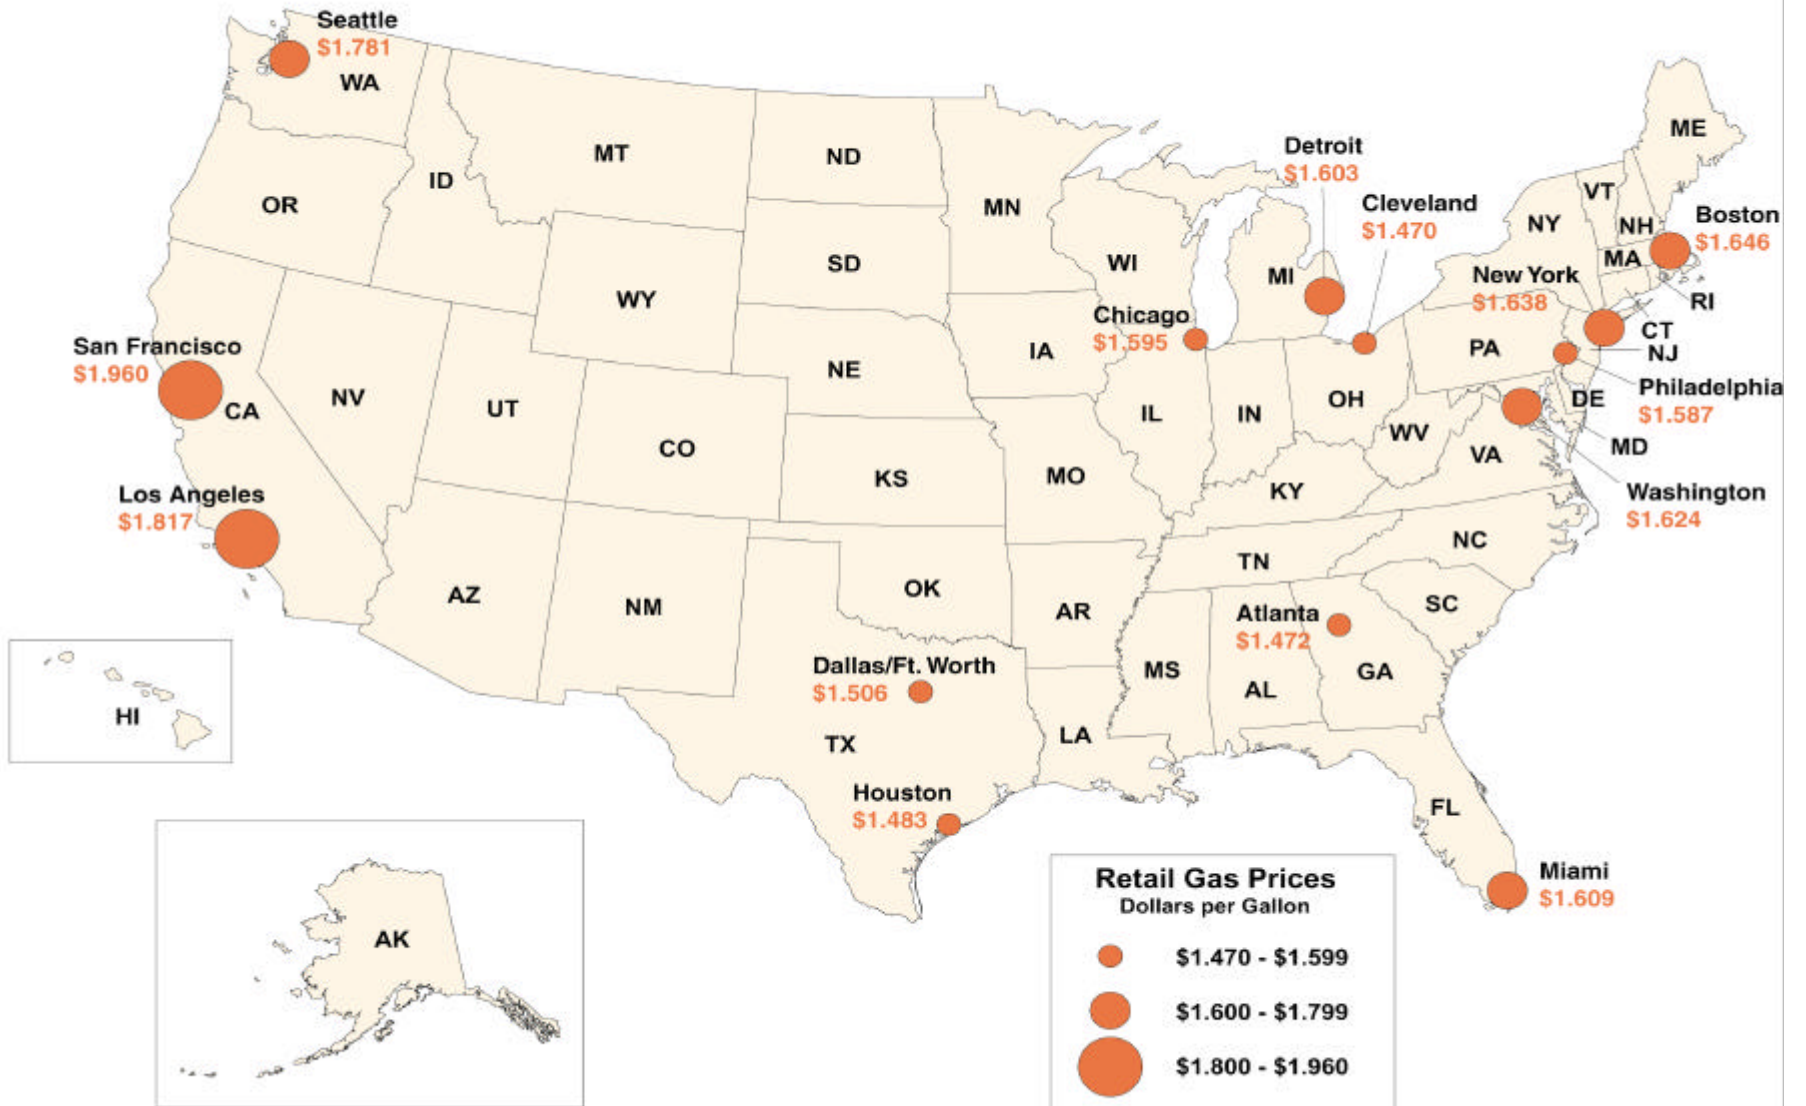 Seattle
$1.781
WA
MT
ND
MN
ME
Detroit
$1.603
ID
OR
VT
Cleveland
$1.470
NY
NH
Boston
$1.646
SD
WI
MI
MA
New York
$1.638
WY
RI
Chicago
$1.595
CT
IA
PA
NJ
San Francisco
$1.960
NE
Philadelphia
$1.587
CA
NV
UT
IL
IN
OH
DE
WV
MD
CO
VA
KS
MO
KY
Washington
$1.624
Los Angeles
$1.817
NC
TN
AZ
NM
OK
AR
SC
Atlanta
$1.472
Dallas/Ft. Worth
$1.506
MS
AL
GA
HI
TX
LA
Houston
$1.483
FL
Miami
$1.609
AK
Retail Gas Prices
Dollars per Gallon
$1.470 - $1.599
$1.600 - $1.799
$1.800 - $1.960